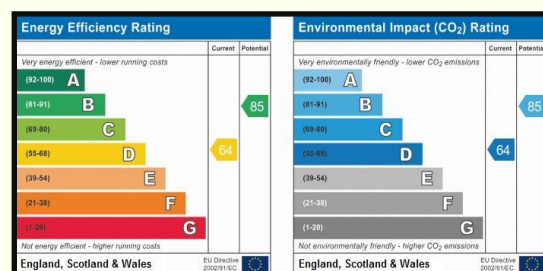 Energy Efficiency Rating
Current Potential
Very energy efficient - lower running costs
(92-100) A
(81-91) B
85
(69-80) C
(55-68) D
64
(39-54) E
(21-38) F
(1-20) G
Not energy efficient - higher running costs
England, Scotland & Wales
EU Directive
2002/91/EC
Environmental Impact (CO2) Rating
Current Potential
Very environmentally friendly - lower CO2 emissions
(92-100) A
(81-91) B
85
(69-80) C
(55-68) D
64
(39-54) E
(21-38) F
(1-20) G
Not environmentally friendly - higher CO2 emissions
England, Scotland & Wales
EU Directive
2002/91/EC